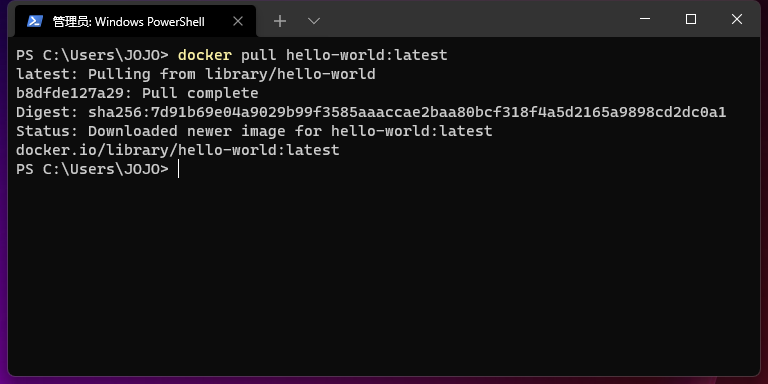 管理员: Windows PowerShell
PS C:\Users\JOJO> docker pull hello-world:latest
latest: Pulling from library/hello-world
b8dfde127a29: Pull complete
Digest: sha256:7d91b69e04a9029b99f3585aaaccae2baa80bcf318f4a5d2165a9898cd2dc0a1
Status: Downloaded newer image for hello-world:latest
docker.io/library/hello-world:latest
PS C:\Users\JOJO>